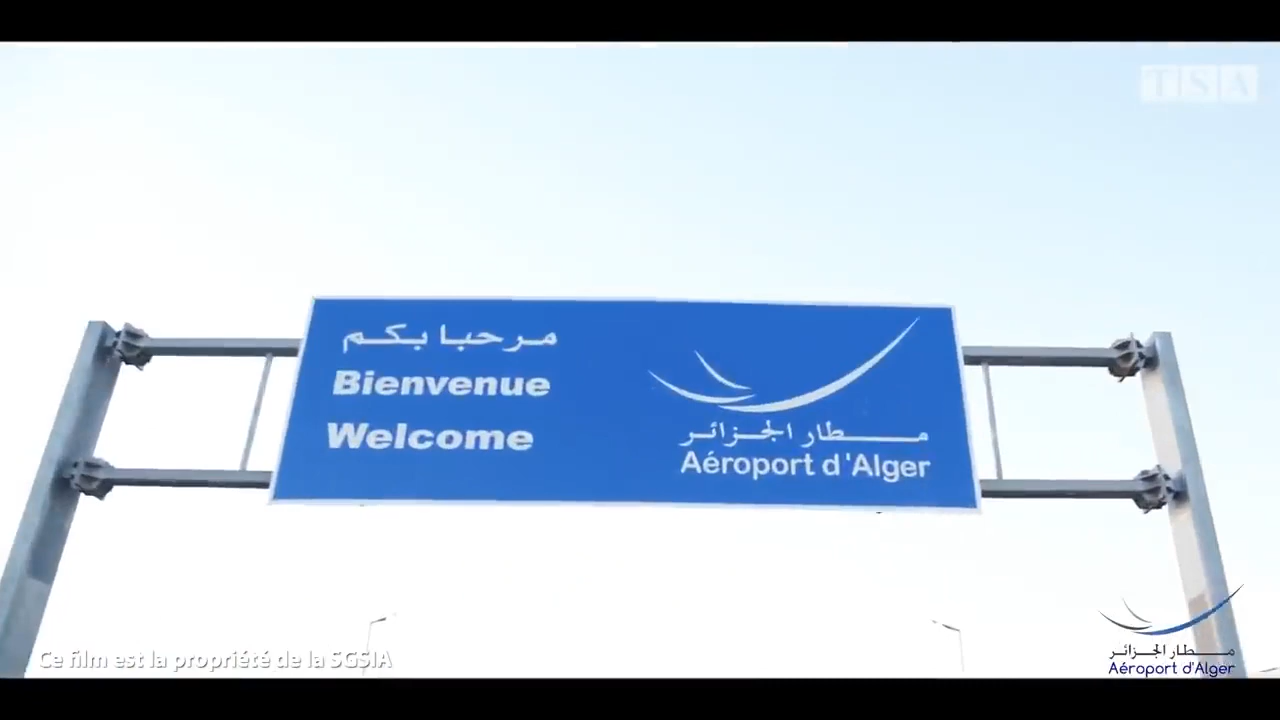 TSA
مرحبا بكم
Bienvenue
Welcome
مطار الجزائر
Aéroport d'Alger
Ce film est la propriété de la SGSIA
مطار الجزائر
Aéroport d'Alger